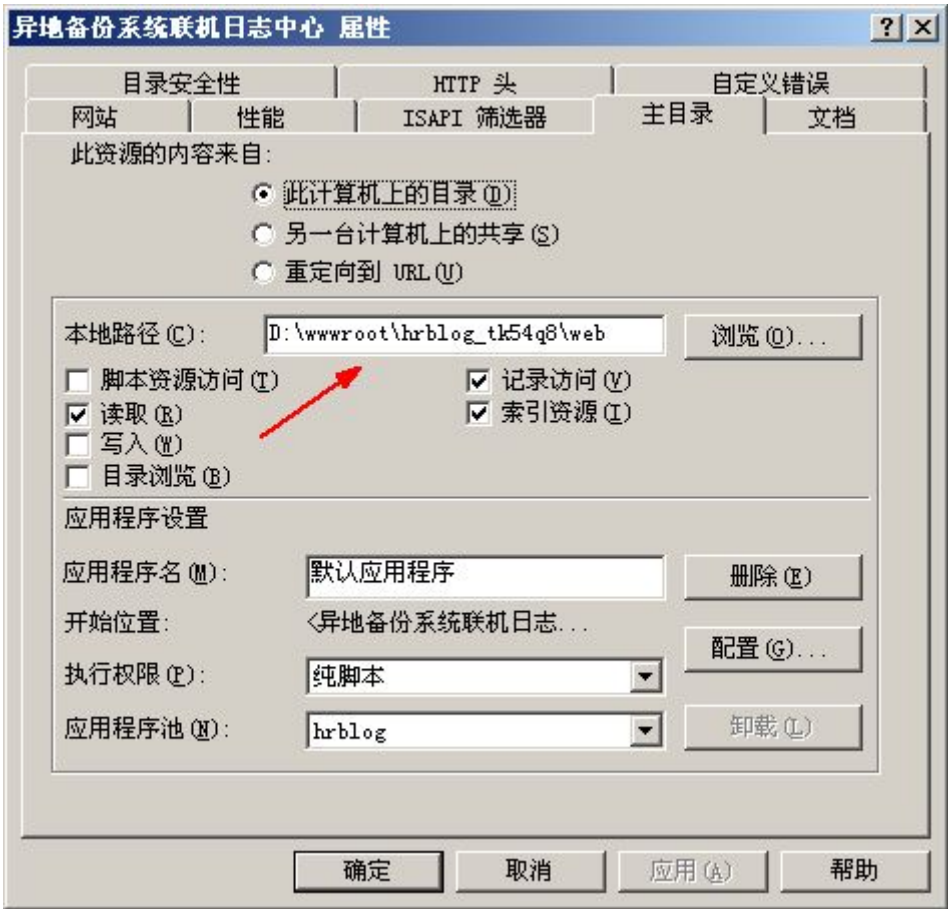 异地备份系统联机日志中心 属性
目录安全性 HTTP 头 自定义错误
网站 性能 ISAPI 筛选器 主目录 文档
此资源的内容来自:
此计算机上的目录(D)
另一台计算机上的共享(S)
重定向到 URL(U)
本地路径(C): D:\wwwroot\hrblog_tk54q8\web 浏览(O)...
脚本资源访问(T) 记录访问(V)
读取(R) 索引资源(I)
写入(W)
目录浏览(B)
应用程序设置
应用程序名(M): 默认应用程序 删除(E)
开始位置: <异地备份系统联机日志...
配置(G)...
执行权限(P): 纯脚本
应用程序池(N): hrblog 卸载(L)
确定 取消 应用(A) 帮助